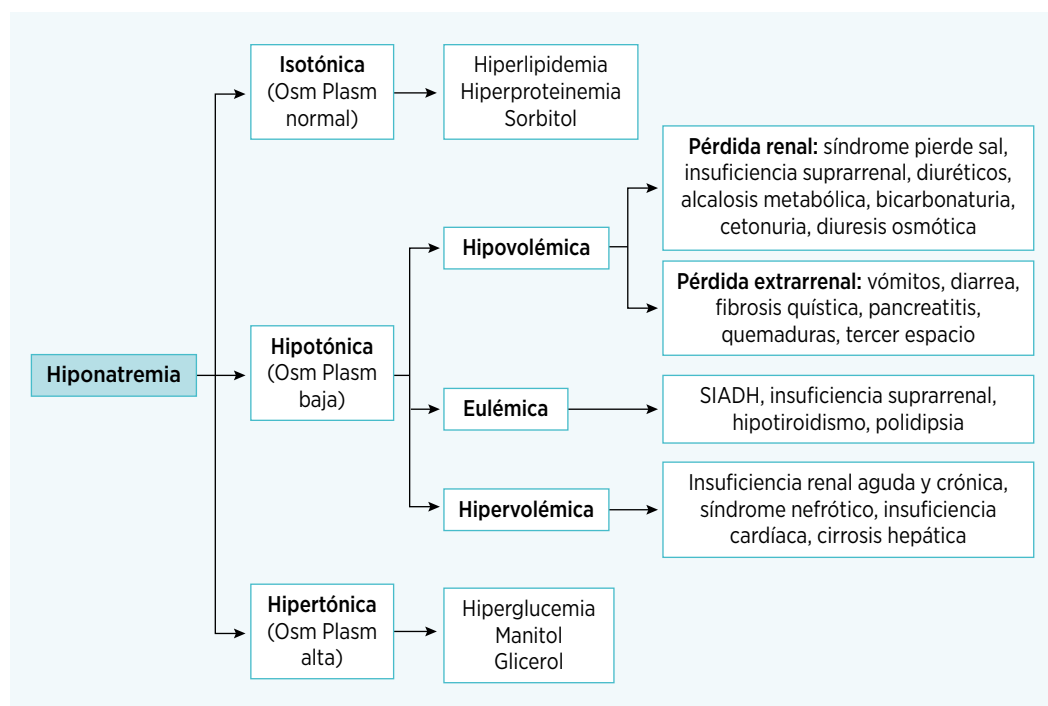 Hiponatremia
Isotónica
(Osm Plasm
normal)
Hiperlipidemia
Hiperproteinemia
Sorbitol
Hipotónica
(Osm Plasm
baja)
Hipovolémica
Pérdida renal: síndrome pierde sal,
insuficiencia suprarrenal, diuréticos,
alcalosis metabólica, bicarbonaturia,
cetonuria, diuresis osmótica
Pérdida extrarrenal: vómitos, diarrea,
fibrosis quística, pancreatitis,
quemaduras, tercer espacio
Eulémica
SIADH, insuficiencia suprarrenal,
hipotiroidismo, polidipsia
Hipervolémica
Insuficiencia renal aguda y crónica,
síndrome nefrótico, insuficiencia
cardíaca, cirrosis hepática
Hipertónica
(Osm Plasm
alta)
Hiperglucemia
Manitol
Glicerol